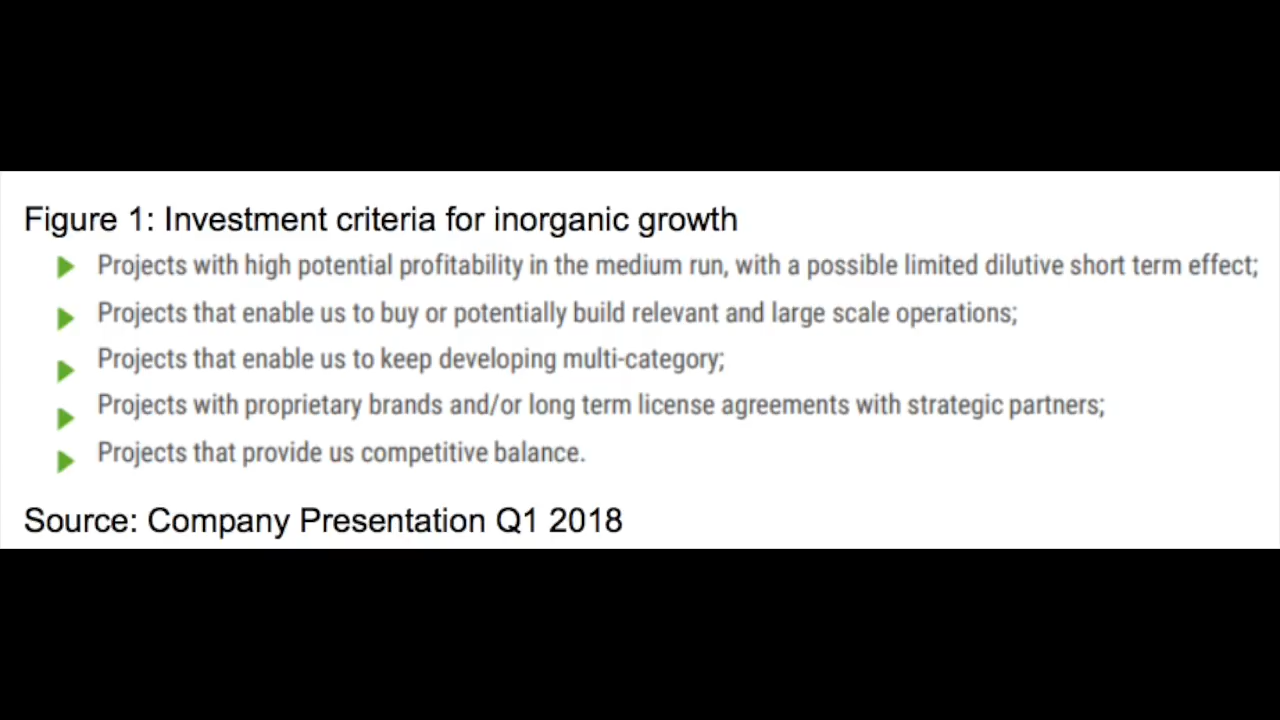 Figure 1: Investment criteria for inorganic growth
Projects with high potential profitability in the medium run, with a possible limited dilutive short term effect;
Projects that enable us to buy or potentially build relevant and large scale operations;
Projects that enable us to keep developing multi-category;
Projects with proprietary brands and/or long term license agreements with strategic partners;
Projects that provide us competitive balance.
Source: Company Presentation Q1 2018